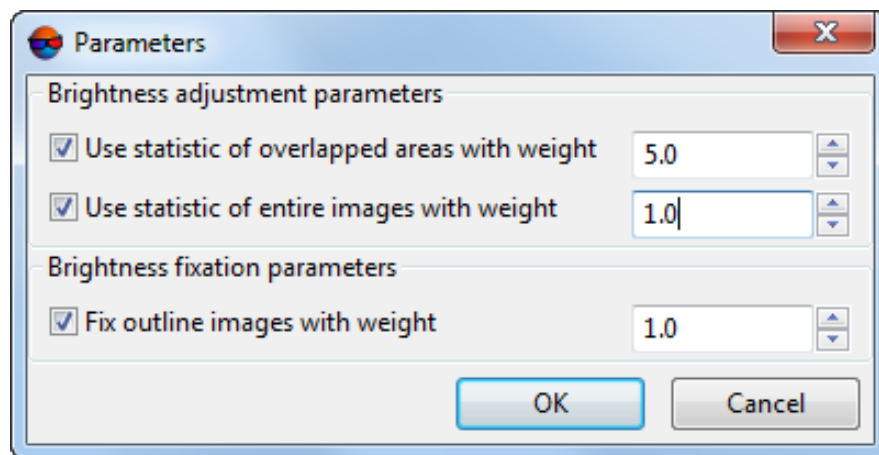 Parameters
Brightness adjustment parameters
Use statistic of overlapped areas with weight 5.0
Use statistic of entire images with weight 1.0
Brightness fixation parameters
Fix outline images with weight 1.0
OK Cancel